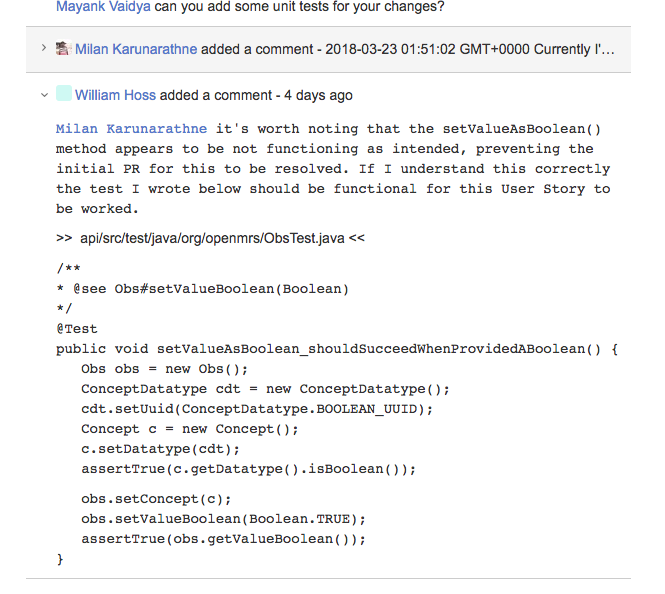 Mayank Vaidya can you add some unit tests for your changes?
Milan Karunarathne added a comment - 2018-03-23 01:51:02 GMT+0000 Currently I'...
William Hoss added a comment - 4 days ago
Milan Karunarathne it's worth noting that the setValueAsBoolean()
method appears to be not functioning as intended, preventing the
initial PR for this to be resolved. If I understand this correctly
the test I wrote below should be functional for this User Story to
be worked.
>> api/src/test/java/org/openmrs/ObsTest.java <<
/**
* @see Obs#setValueBoolean(Boolean)
*/
@Test
public void setValueAsBoolean_shouldSucceedWhenProvidedABoolean() {
   Obs obs = new Obs();
   ConceptDatatype cdt = new ConceptDatatype();
   cdt.setUuid(ConceptDatatype.BOOLEAN_UUID);
   Concept c = new Concept();
   c.setDatatype(cdt);
   assertTrue(c.getDatatype().isBoolean());
   obs.setConcept(c);
   obs.setValueBoolean(Boolean.TRUE);
   assertTrue(obs.getValueBoolean());
}